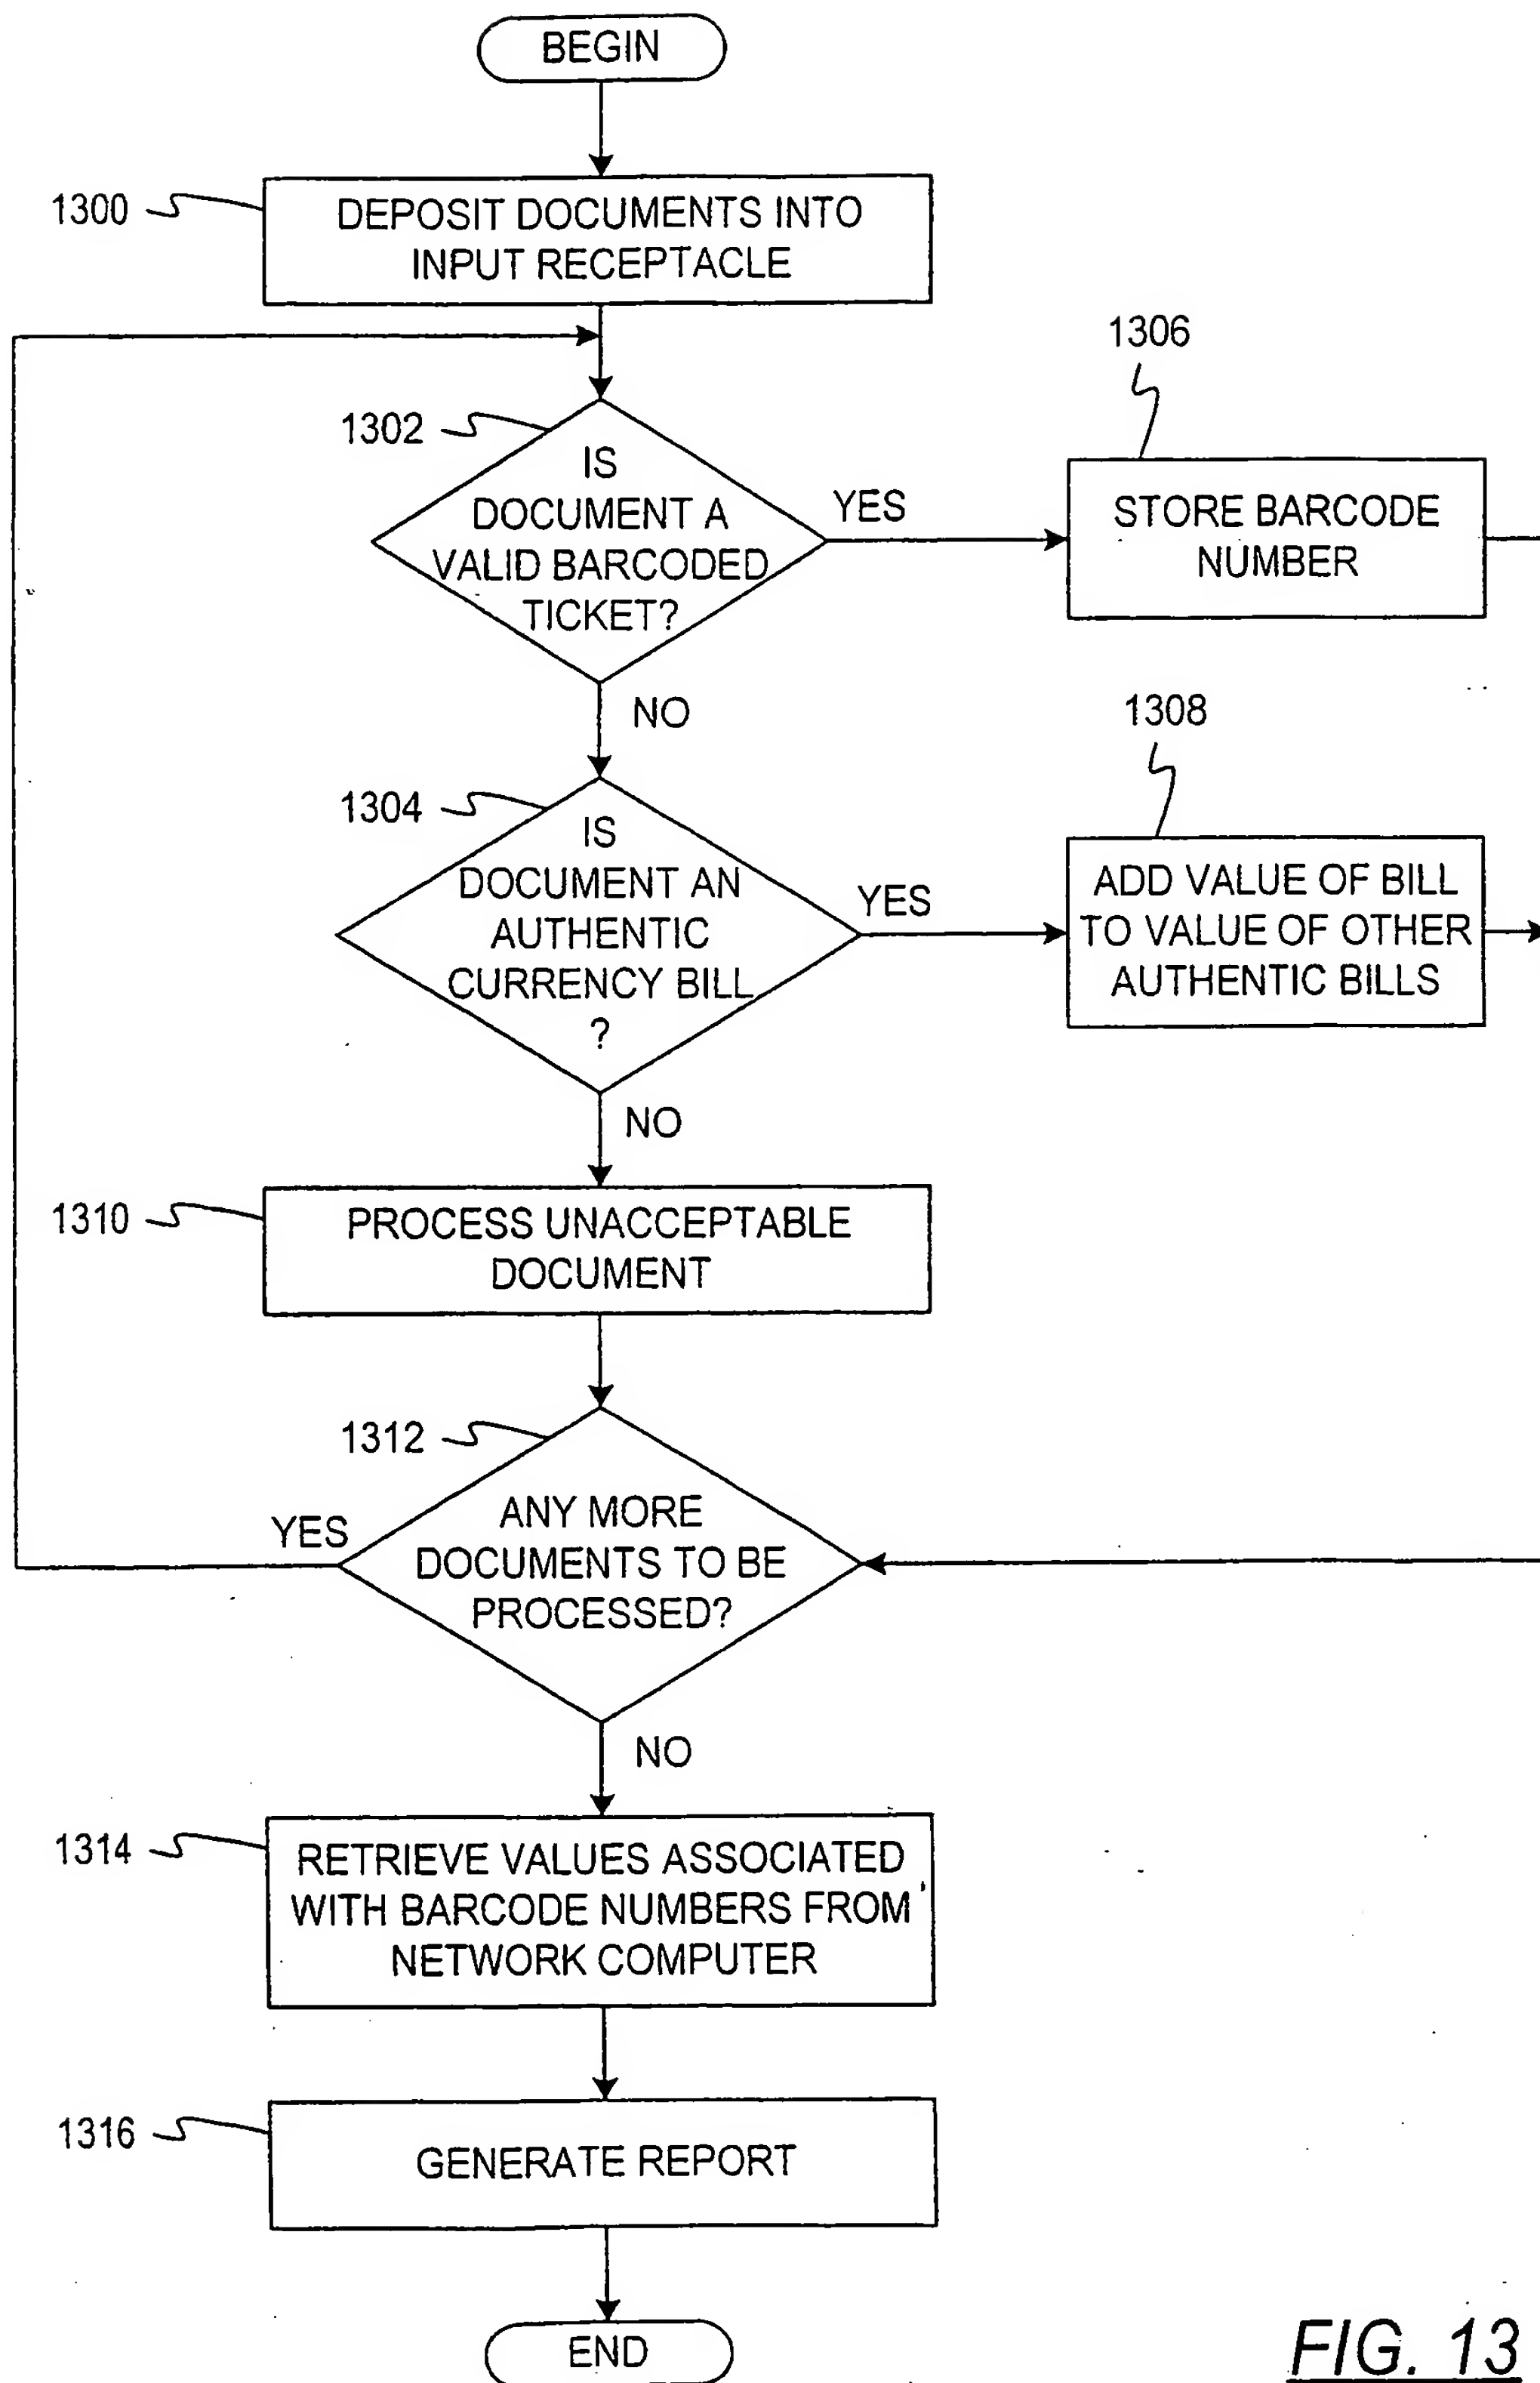 BEGIN
1300
DEPOSIT DOCUMENTS INTO
INPUT RECEPTACLE
1302
IS
DOCUMENT A
VALID BARCODED
TICKET?
YES
1306
STORE BARCODE
NUMBER
NO
1304
IS
DOCUMENT AN
AUTHENTIC
CURRENCY BILL
?
YES
1308
ADD VALUE OF BILL
TO VALUE OF OTHER
AUTHENTIC BILLS
NO
1310
PROCESS UNACCEPTABLE
DOCUMENT
1312
ANY MORE
DOCUMENTS TO BE
PROCESSED?
YES
NO
1314
RETRIEVE VALUES ASSOCIATED
WITH BARCODE NUMBERS FROM
NETWORK COMPUTER
1316
GENERATE REPORT
END
FIG. 13